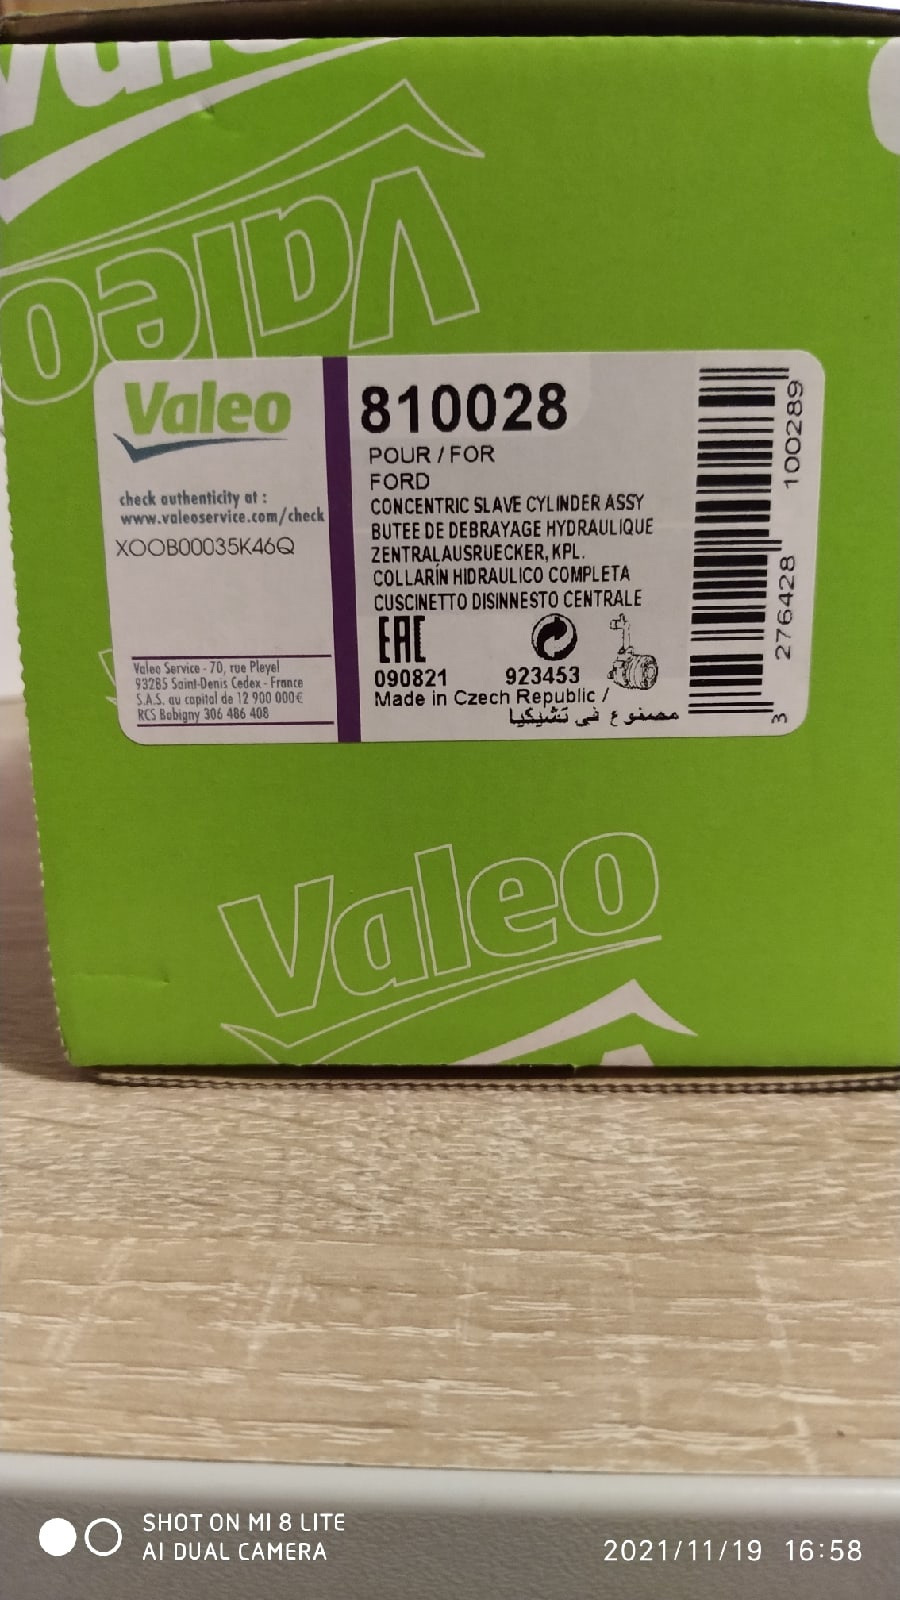 Valeo
Valeo
Valeo
810028
POUR / FOR
FORD
CONCENTRIC SLAVE CYLINDER ASSY
BUTEE DE DEBRAYAGE HYDRAULIQUE
ZENTRALAUSRUECKER, KPL.
COLLARÍN HIDRAULICO COMPLETA
CUSCINETTO DISINNESTO CENTRALE
EAC
090821 923453
Made in Czech Republic /
مصنوع في تشيكيا
check authenticity at :
www.valeoservice.com/check
XOOB00035K46Q
Valeo Service - 70, rue Pleyel
93285 Saint-Denis Cedex - France
S.A.S. au capital de 12 900 000€
RCS Bobigny 306 486 408
3 276428 100289
Valeo
SHOT ON MI 8 LITE
AI DUAL CAMERA
2021/11/19 16:58